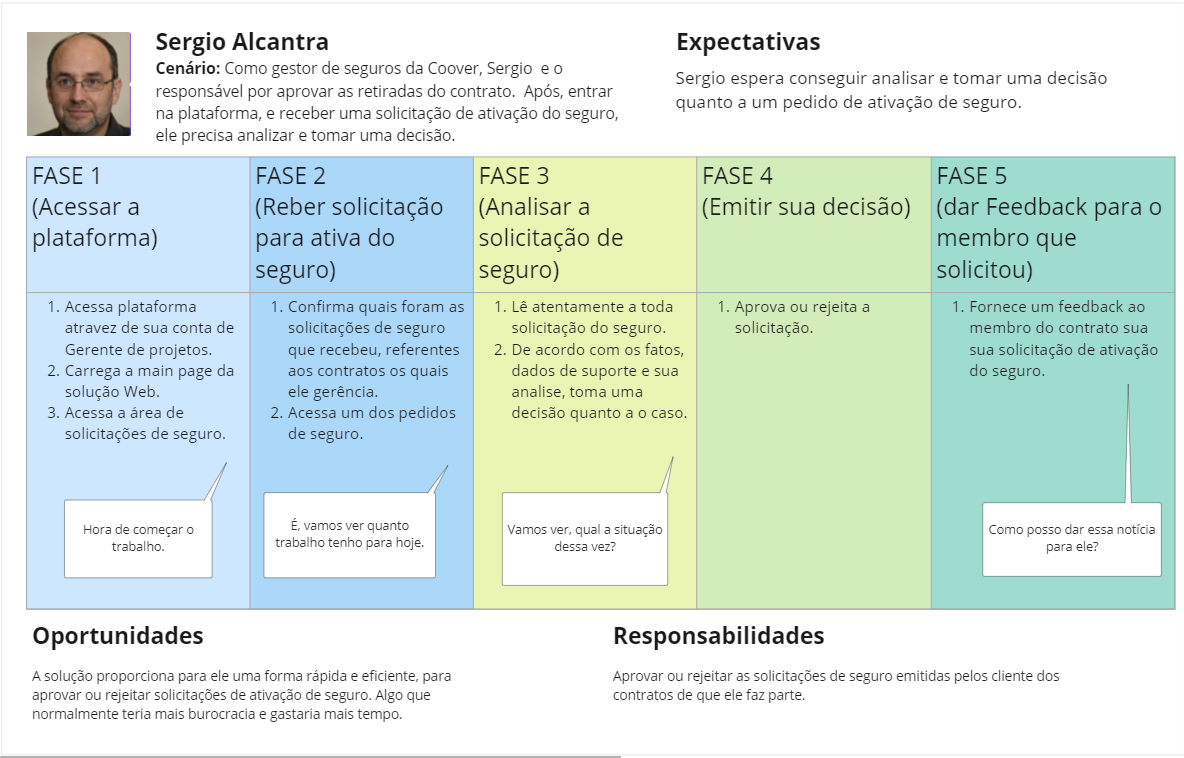 Sergio Alcantra
Cenário: Como gestor de seguros da Coover, Sergio e o
responsável por aprovar as retiradas do contrato. Após, entrar
na plataforma, e receber uma solicitação de ativação do seguro,
ele precisa analizar e tomar uma decisão.
Expectativas
Sergio espera conseguir analisar e tomar uma decisão
quanto a um pedido de ativação de seguro.
FASE 1
(Acessar a
plataforma)
FASE 2
(Reber solicitação
para ativa do
seguro)
FASE 3
(Analisar a
solicitação de
seguro)
FASE 4
(Emitir sua decisão)
FASE 5
(dar Feedback para o
membro que
solicitou)
1. Acessa plataforma
atravez de sua conta de
Gerente de projetos.
2. Carrega a main page da
solução Web.
3. Acessa a área de
solicitações de seguro.
Hora de começar o
trabalho.
1. Confirma quais foram as
solicitações de seguro
que recebeu, referentes
aos contratos os quais
ele gerência.
2. Acessa um dos pedidos
de seguro.
É, vamos ver quanto
trabalho tenho para hoje.
1. Lê atentamente a toda
solicitação do seguro.
2. De acordo com os fatos,
dados de suporte e sua
analise, toma uma
decisão quanto a o caso.
Vamos ver, qual a situação
dessa vez?
1. Aprova ou rejeita a
solicitação.
1. Fornece um feedback ao
membro do contrato sua
sua solicitação de ativação
do seguro.
Como posso dar essa notícia
para ele?
Oportunidades
A solução proporciona para ele uma forma rápida e eficiente, para
aprovar ou rejeitar solicitações de ativação de seguro. Algo que
normalmente teria mais burocracia e gastaria mais tempo.
Responsabilidades
Aprovar ou rejeitar as solicitações de seguro emitidas pelos cliente dos
contratos de que ele faz parte.